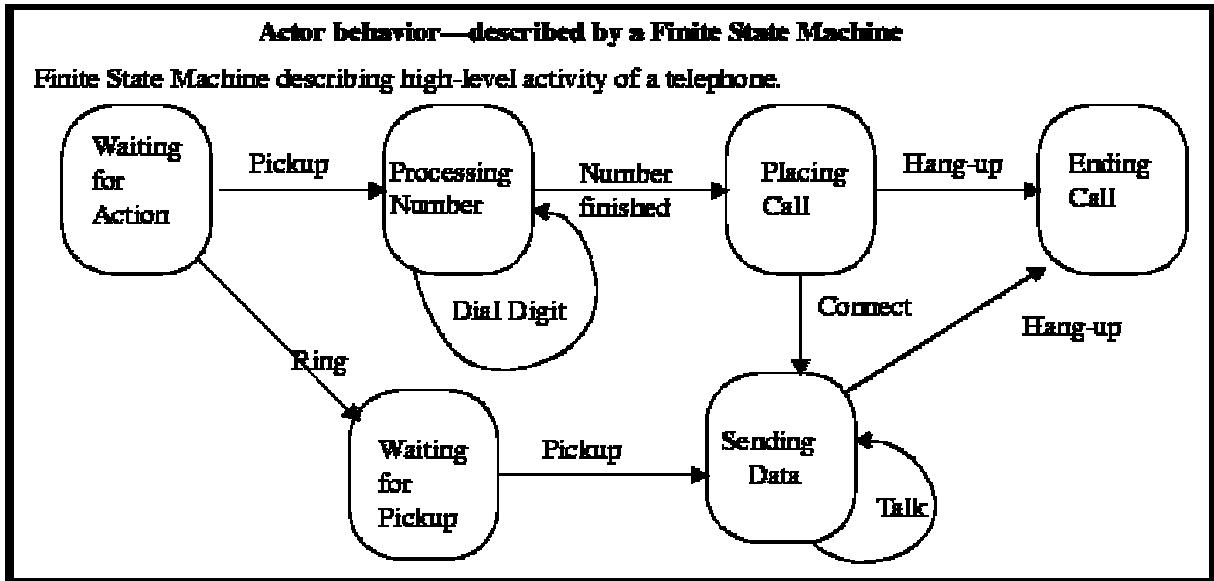 Actor behavior—described by a Finite State Machine
Finite State Machine describing high-level activity of a telephone.
Waiting
for
Action
Pickup
Processing
Number
Number
finished
Placing
Call
Hang-up
Ending
Call
Dial Digit
Connect
Hang-up
Ring
Waiting
for
Pickup
Pickup
Sending
Data
Talk